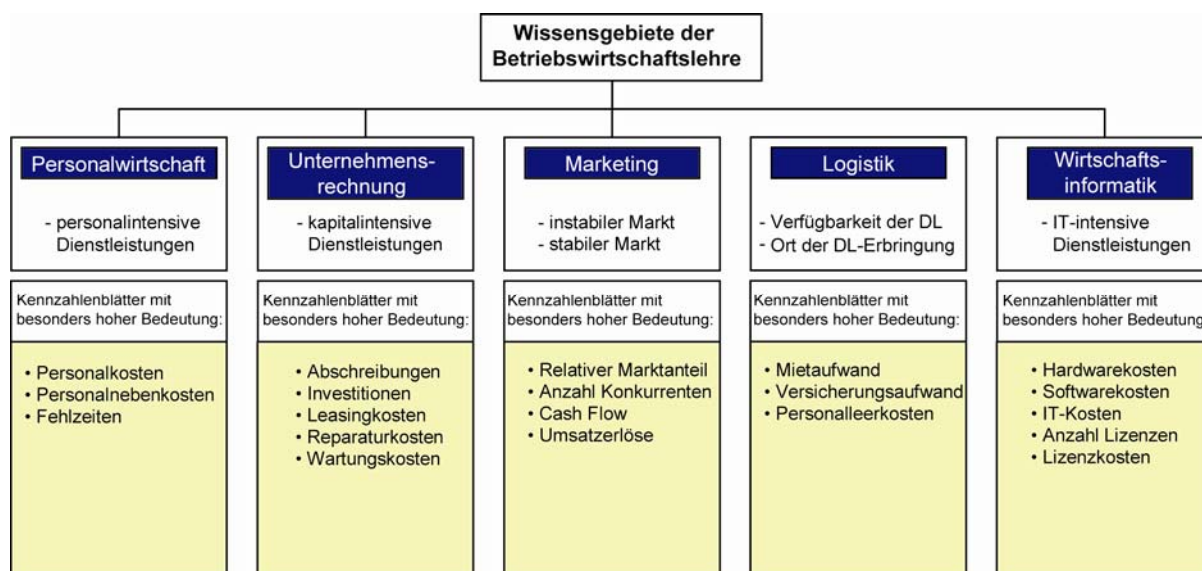 Wissensgebiete der
Betriebswirtschaftslehre
Personalwirtschaft
- personalintensive
Dienstleistungen
Kennzahlenblätter mit
besonders hoher Bedeutung:
• Personalkosten
• Personalnebenkosten
• Fehlzeiten
Unternehmens-
rechnung
- kapitalintensive
Dienstleistungen
Kennzahlenblätter mit
besonders hoher Bedeutung:
• Abschreibungen
• Investitionen
• Leasingkosten
• Reparaturkosten
• Wartungskosten
Marketing
- instabiler Markt
- stabiler Markt
Kennzahlenblätter mit
besonders hoher Bedeutung:
• Relativer Marktanteil
• Anzahl Konkurrenten
• Cash Flow
• Umsatzerlöse
Logistik
- Verfügbarkeit der DL
- Ort der DL-Erbringung
Kennzahlenblätter mit
besonders hoher Bedeutung:
• Mietaufwand
• Versicherungsaufwand
• Personalleerkosten
Wirtschafts-
informatik
- IT-intensive
Dienstleistungen
Kennzahlenblätter mit
besonders hoher Bedeutung:
• Hardwarekosten
• Softwarekosten
• IT-Kosten
• Anzahl Lizenzen
• Lizenzkosten